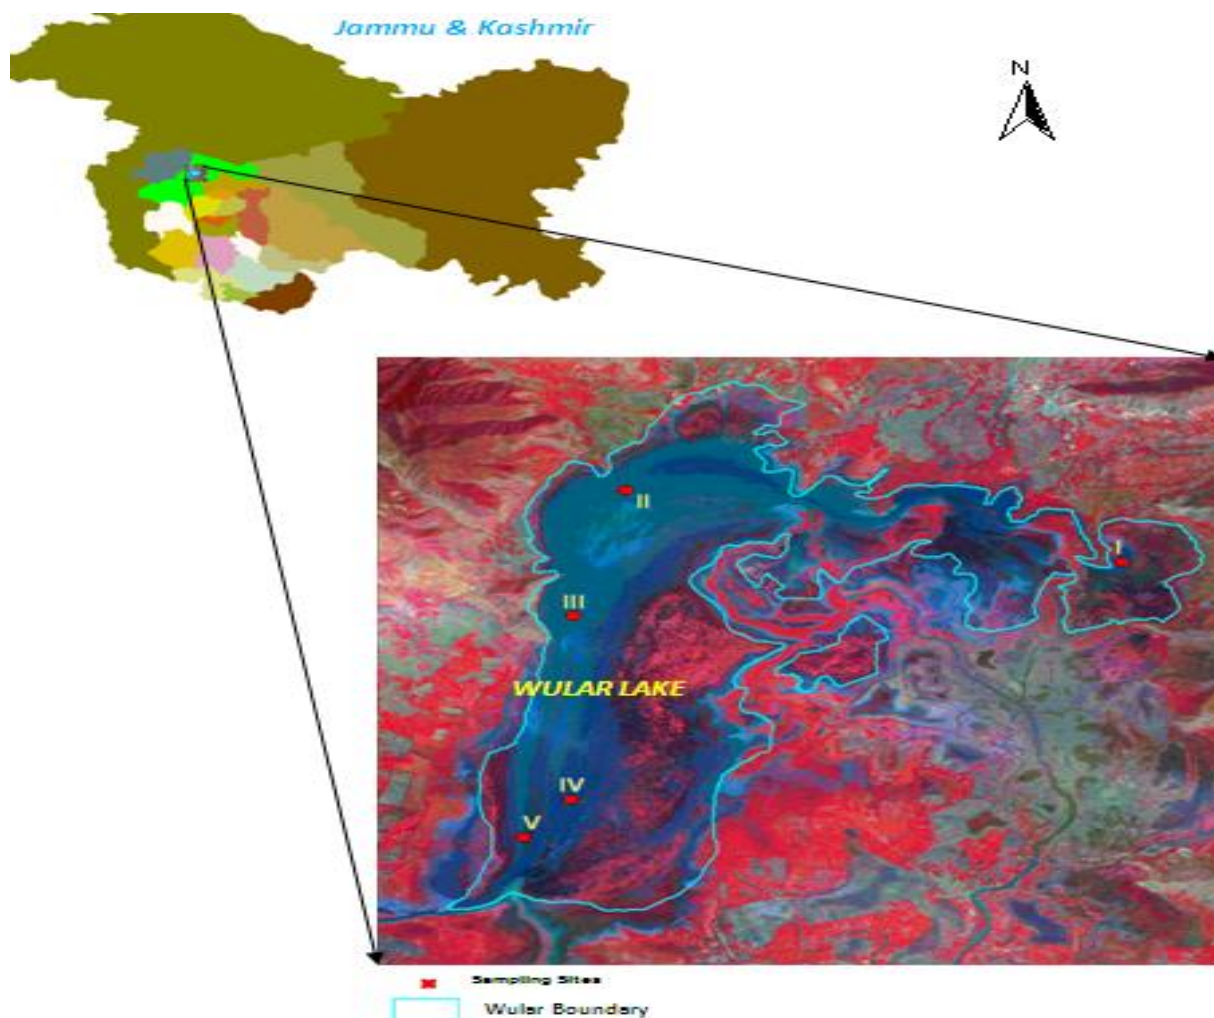 Jammu & Kashmir
N
II
I
III
WULAR LAKE
IV
V
Sampling Sites
Wular Boundary